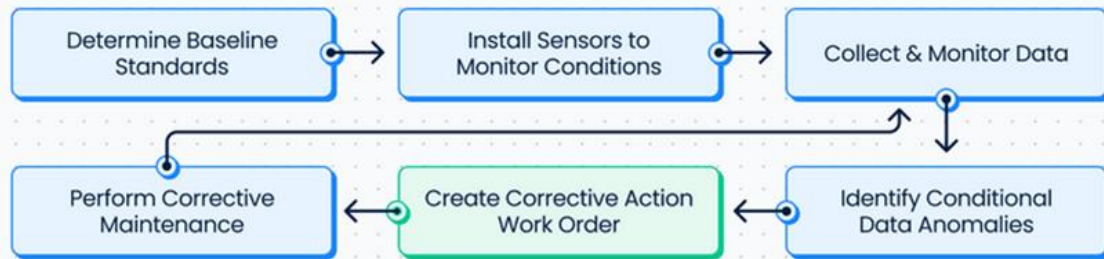 Determine Baseline
Standards
Install Sensors to
Monitor Conditions
Collect & Monitor Data
Identify Conditional
Data Anomalies
Create Corrective Action
Work Order
Perform Corrective
Maintenance